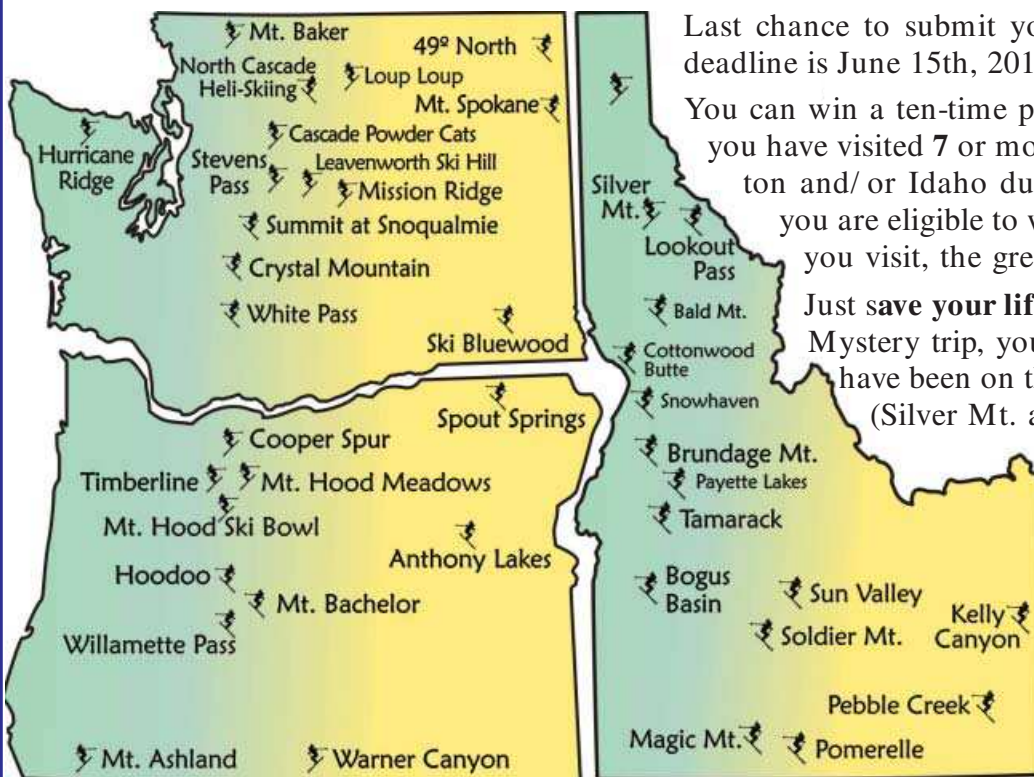 Mt. Baker
49º North
North Cascade
Heli-Skiing
Loup Loup
Mt. Spokane
Cascade Powder Cats
Hurricane
Ridge
Stevens
Pass
Leavenworth Ski Hill
Mission Ridge
Summit at Snoqualmie
Crystal Mountain
White Pass
Ski Bluewood
Spout Springs
Cooper Spur
Timberline
Mt. Hood Meadows
Mt. Hood Ski Bowl
Anthony Lakes
Hoodoo
Mt. Bachelor
Willamette Pass
Mt. Ashland
Warner Canyon
Silver
Mt.
Lookout
Pass
Bald Mt.
Cottonwood
Butte
Snowhaven
Brundage Mt.
Payette Lakes
Tamarack
Bogus
Basin
Sun Valley
Soldier Mt.
Kelly
Canyon
Pebble Creek
Magic Mt.
Pomerelle
Last chance to submit yo
deadline is June 15th, 201
You can win a ten-time p
you have visited 7 or mo
ton and/ or Idaho du
you are eligible to v
you visit, the gre
Just save your lif
Mystery trip, you
have been on t
(Silver Mt. a